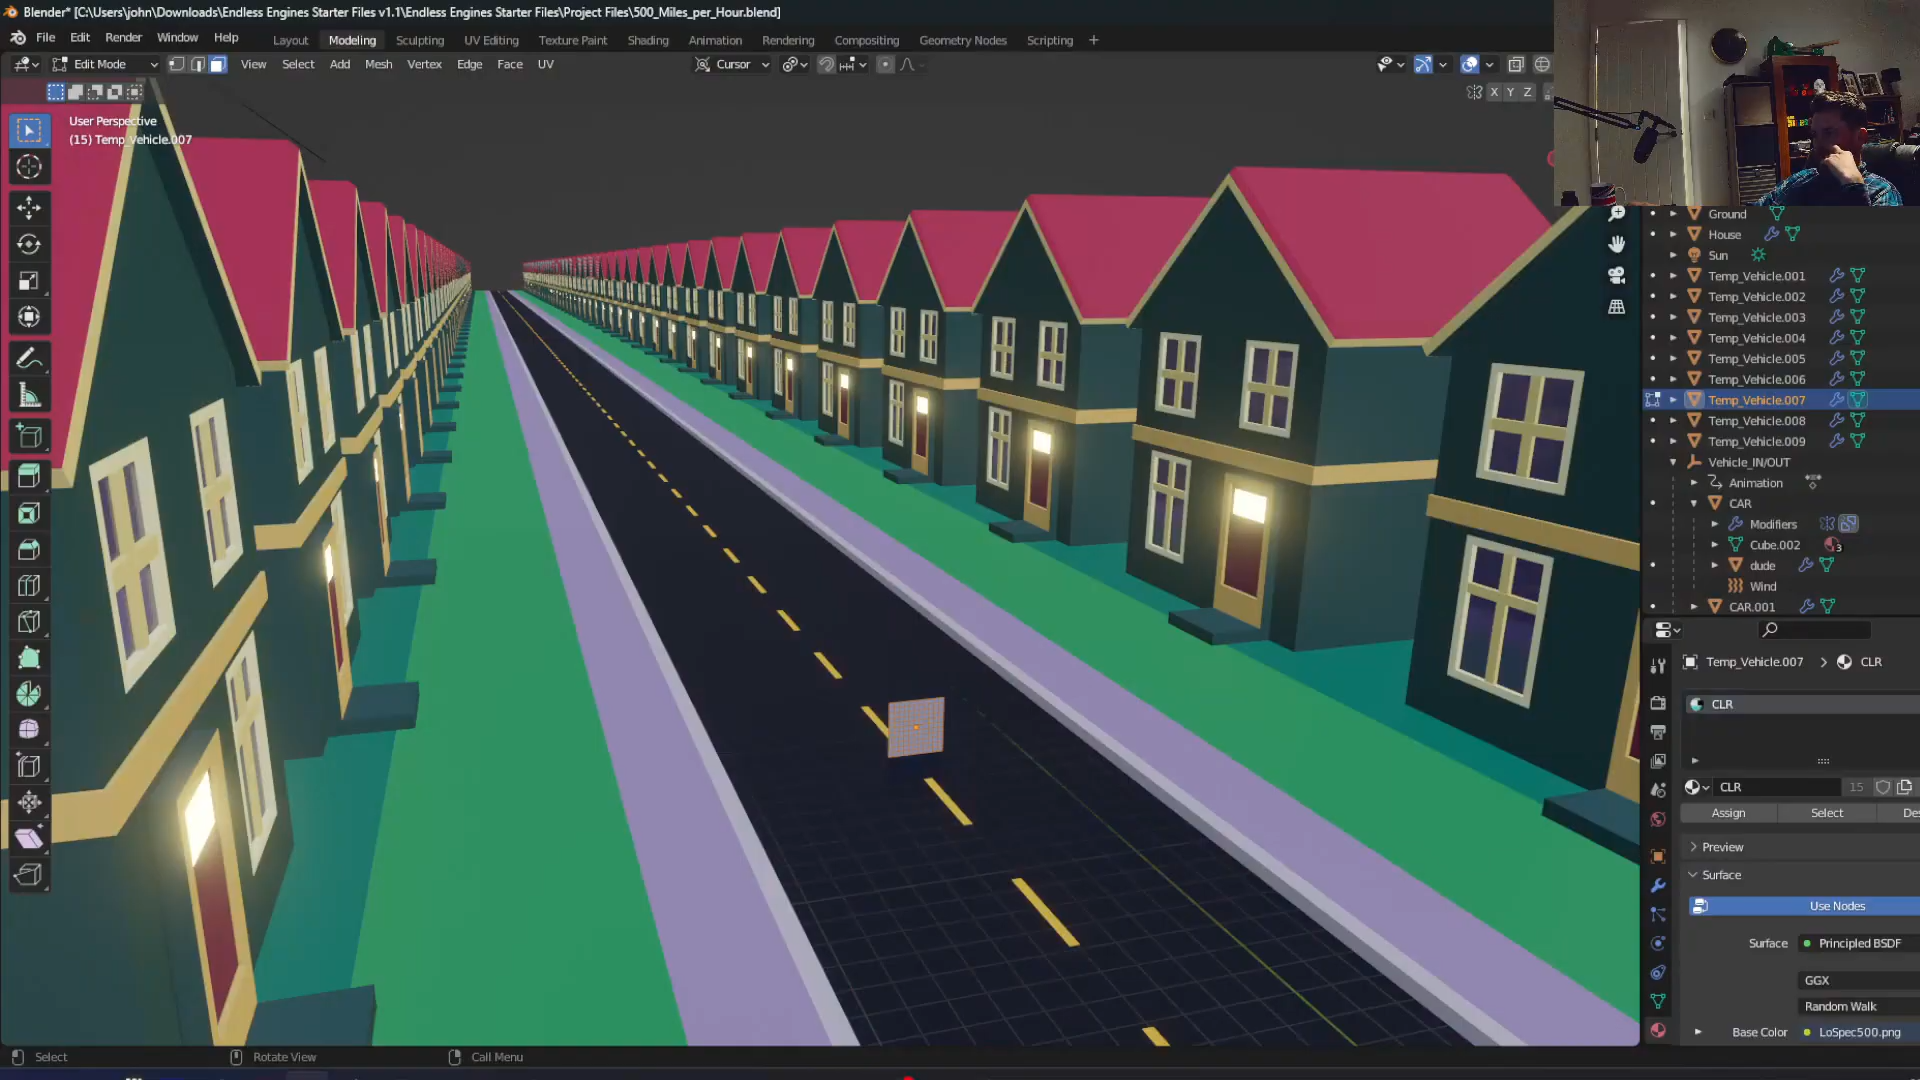 Blender* [C:\Users\john\Downloads\Endless Engines Starter Files v1.1\Endless Engines Starter Files\Project Files\500_Miles_per_Hour.blend]
File Edit Render Window Help
Layout Modeling Sculpting UV Editing Texture Paint Shading Animation Rendering Compositing Geometry Nodes Scripting +
Edit Mode View Select Add Mesh Vertex Edge Face UV Cursor
X Y Z
User Perspective
(15) Temp_Vehicle.007
Ground
House
Sun
Temp_Vehicle.001
Temp_Vehicle.002
Temp_Vehicle.003
Temp_Vehicle.004
Temp_Vehicle.005
Temp_Vehicle.006
Temp_Vehicle.007
Temp_Vehicle.008
Temp_Vehicle.009
Vehicle_IN/OUT
Animation
CAR
Modifiers
Cube.002 3
dude
Wind
CAR.001
Temp_Vehicle.007 > CLR
CLR
CLR 15
Assign Select Des
Preview
Surface
Use Nodes
Surface Principled BSDF
GGX
Random Walk
Base Color LoSpec500.png
Select Rotate View Call Menu